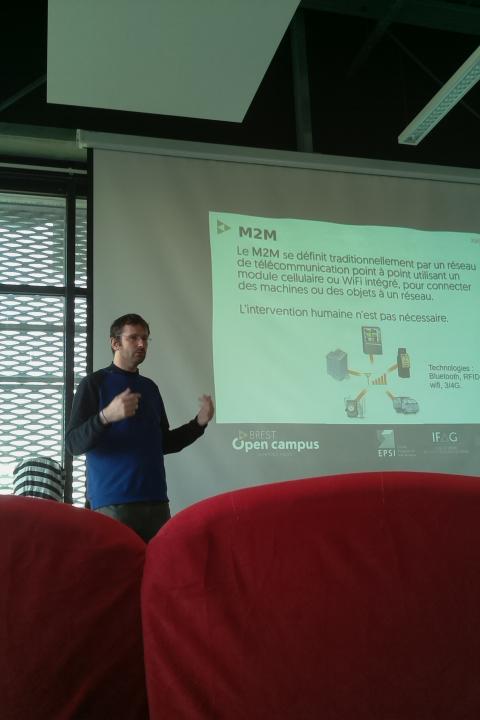 M2M
Le M2M se définit traditionnellement par un réseau
de télécommunication point à point utilisant un
module cellulaire ou WiFi intégré, pour connecter
des machines ou des objets à un réseau.
L'intervention humaine n'est pas nécessaire.
Technologies :
Bluetooth, RFID
wifi, 3/4G.
BREST
Open campus
EPSI
IFAG